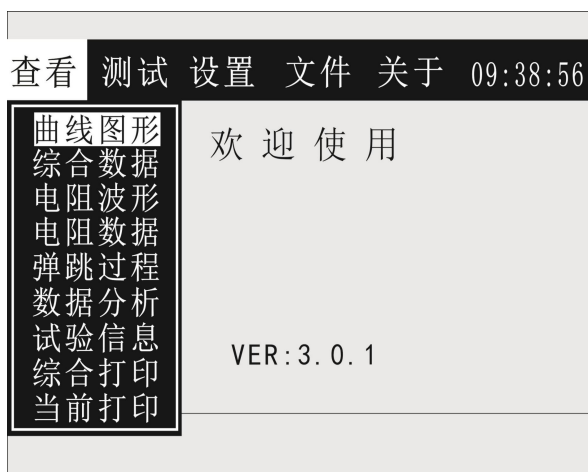 查看 测试 设置 文件 关于 09:38:56
曲线图形
综合数据
电阻波形
电阻数据
弹跳过程
数据分析
试验信息
综合打印
当前打印
欢迎使用
VER:3.0.1